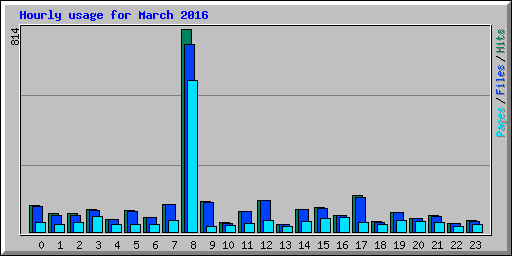 Hourly usage for March 2016
814
Pages/Files/Hits
0 1 2 3 4 5 6 7 8 9 10 11 12 13 14 15 16 17 18 19 20 21 22 23